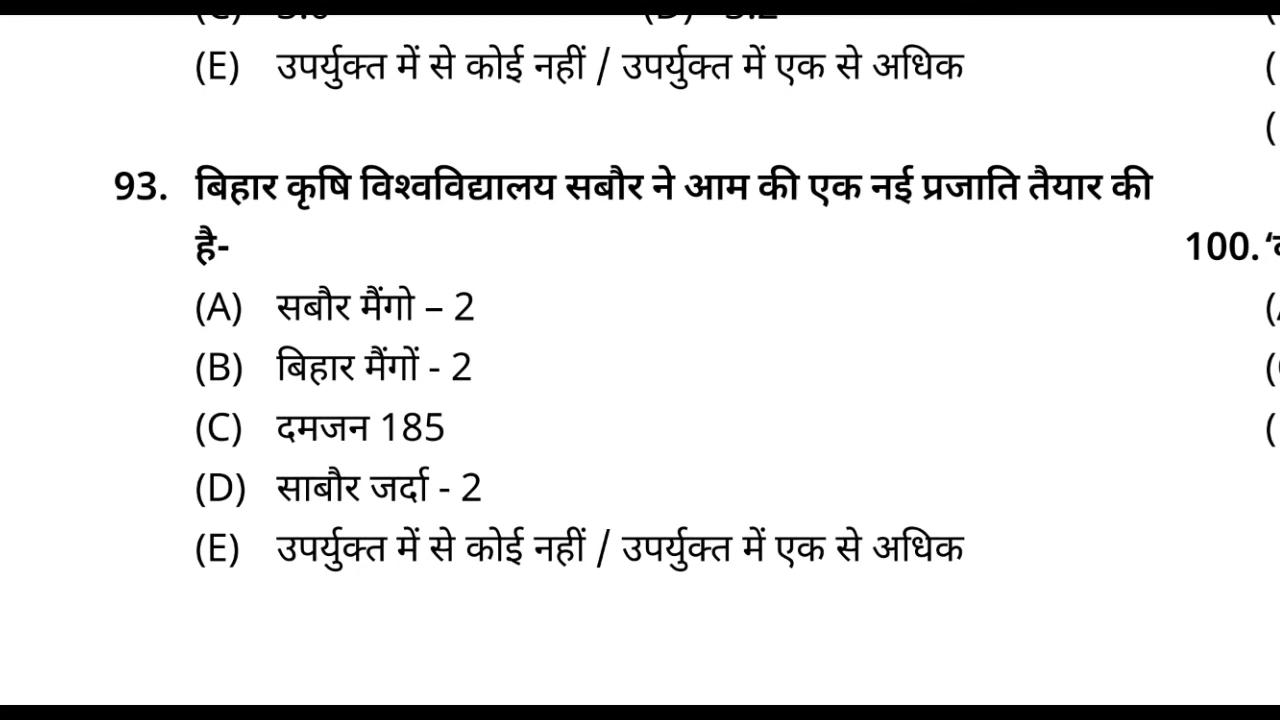 (E) उपर्युक्त में से कोई नहीं / उपर्युक्त में एक से अधिक
93. बिहार कृषि विश्वविद्यालय सबौर ने आम की एक नई प्रजाति तैयार की
है-
100.
(A) सबौर मैंगो – 2
(B) बिहार मैंगों - 2
(C) दमजन 185
(D) साबौर जर्दा - 2
(E) उपर्युक्त में से कोई नहीं / उपर्युक्त में एक से अधिक